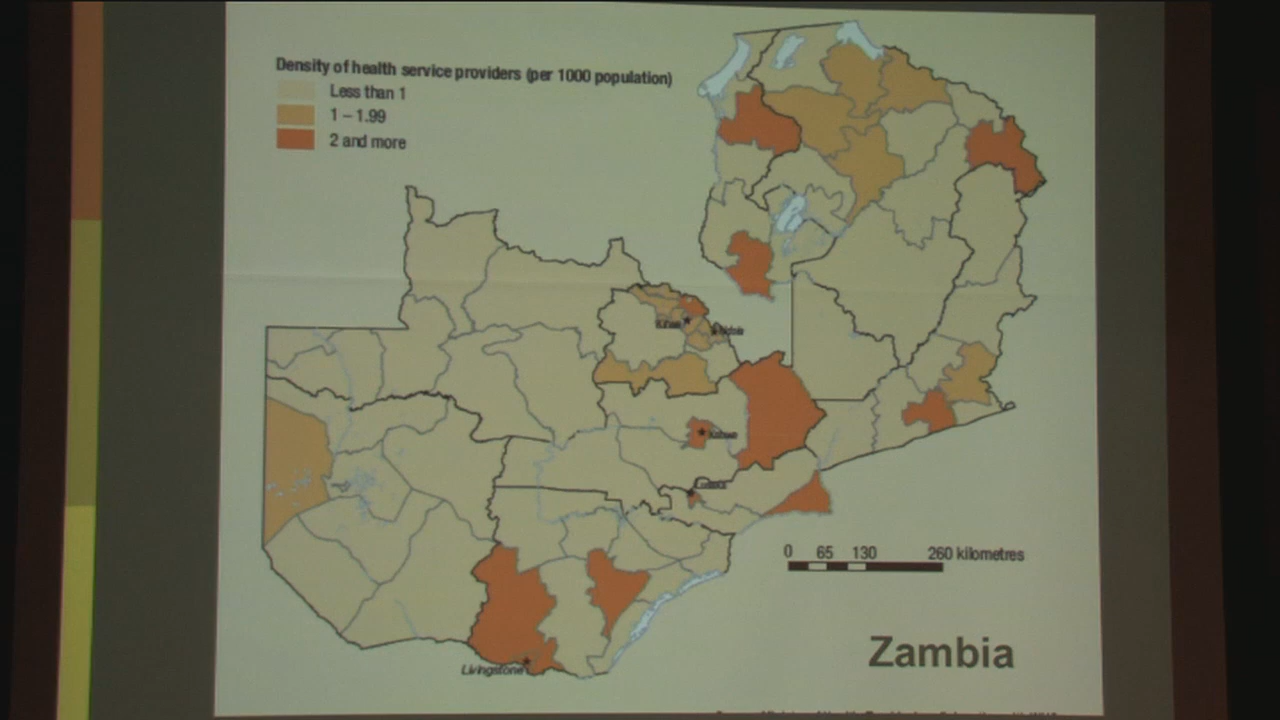 Density of health service providers (per 1000 population)
Less than 1
1 – 1.99
2 and more
Kitwe
Ndola
Kabwe
Lusaka
0 65 130 260 kilometres
Livingstone
Zambia